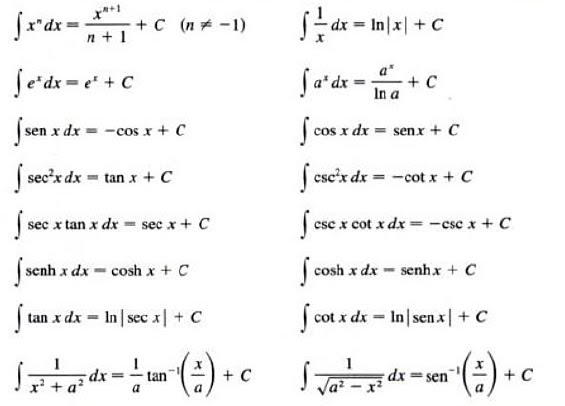 ∫ xⁿ dx = xⁿ⁺¹/(n + 1) + C (n ≠ −1)
∫ 1/x dx = ln|x| + C
∫ eˣ dx = eˣ + C
∫ aˣ dx = aˣ/ln a + C
∫ sen x dx = −cos x + C
∫ cos x dx = senx + C
∫ sec²x dx = tan x + C
∫ csc²x dx = −cot x + C
∫ sec x tan x dx = sec x + C
∫ csc x cot x dx = −csc x + C
∫ senh x dx = cosh x + C
∫ cosh x dx = senhx + C
∫ tan x dx = ln|sec x| + C
∫ cot x dx = ln|sen x| + C
∫ 1/(x² + a²) dx = 1/a tan⁻¹(x/a) + C
∫ 1/√(a² − x²) dx = sen⁻¹(x/a) + C